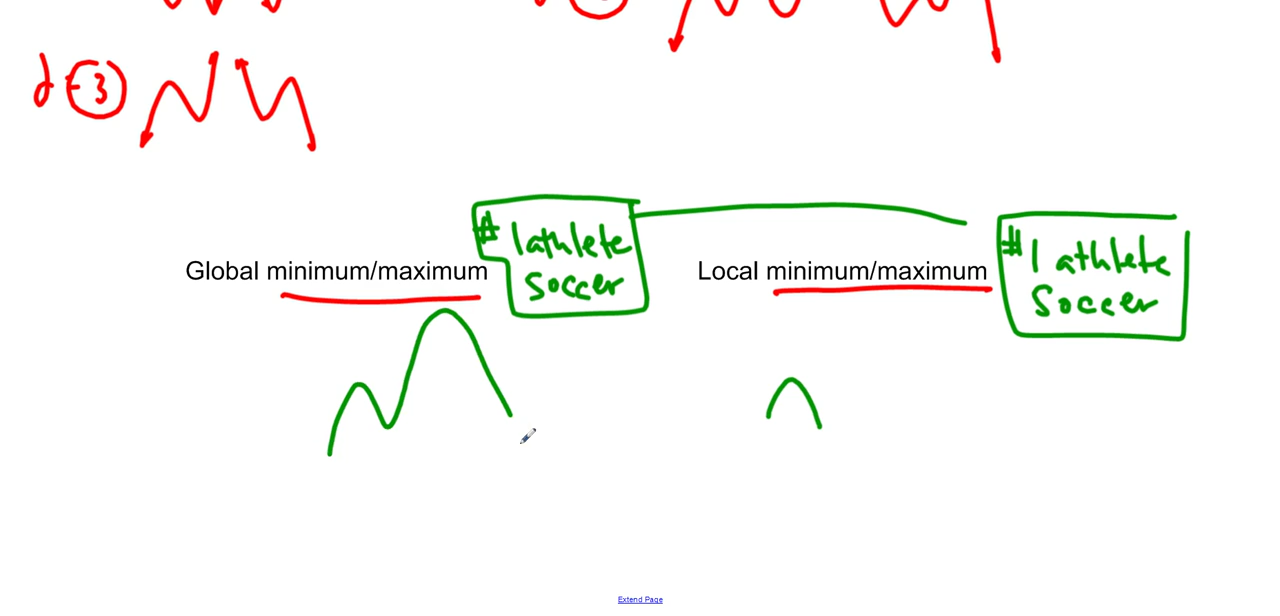 d=3
Global minimum/maximum
#1 athlete
soccer
Local minimum/maximum
#1 athlete
Soccer
Extend Page